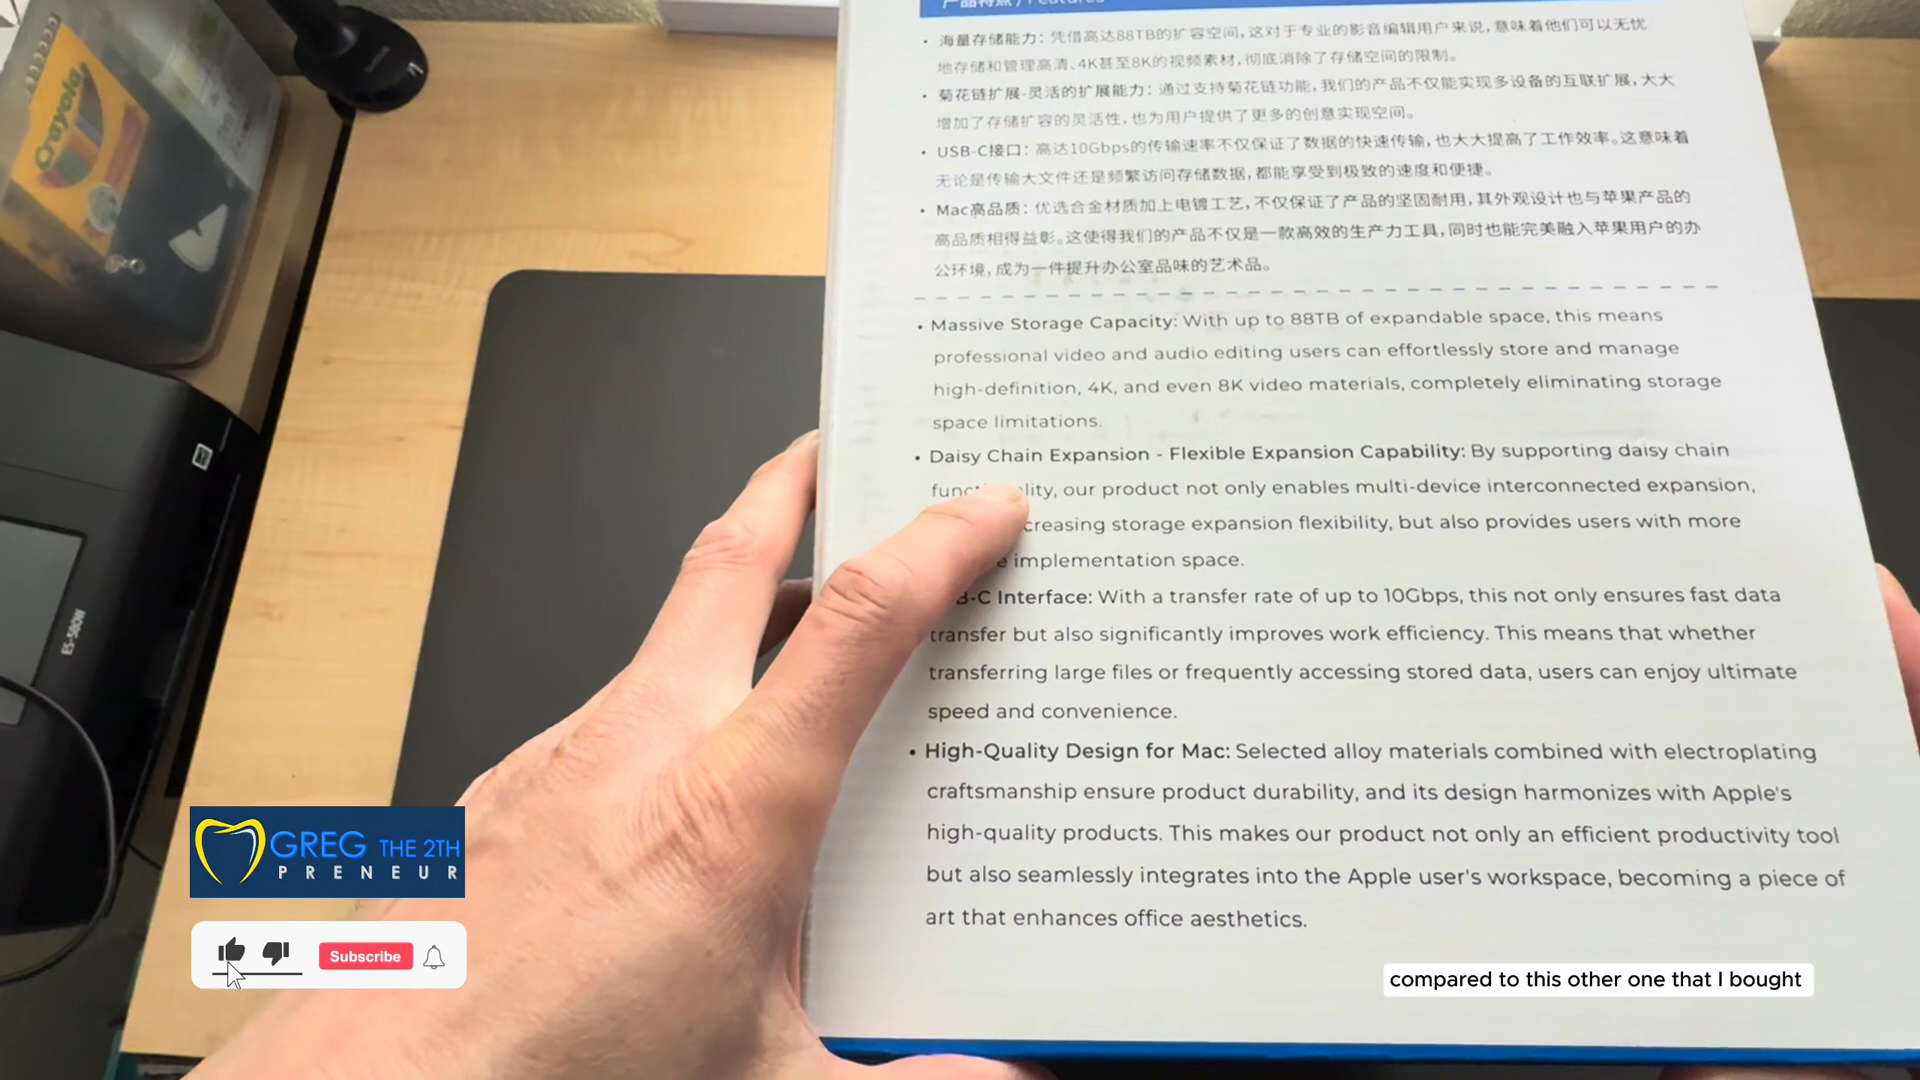 产品特点 / Features
• 海量存储能力：凭借高达88TB的扩容空间，这对于专业的影音编辑用户来说，意味着他们可以无忧
地存储和管理高清、4K甚至8K的视频素材，彻底消除了存储空间的限制。
• 菊花链扩展-灵活的扩展能力：通过支持菊花链功能，我们的产品不仅能实现多设备的互联扩展，大大
增加了存储扩容的灵活性，也为用户提供了更多的创意实现空间。
• USB-C接口：高达10Gbps的传输速率不仅保证了数据的快速传输，也大大提高了工作效率。这意味着
无论是传输大文件还是频繁访问存储数据，都能享受到极致的速度和便捷。
• Mac高品质：优选合金材质加上电镀工艺，不仅保证了产品的坚固耐用，其外观设计也与苹果产品的
高品质相得益彰。这使得我们的产品不仅是一款高效的生产力工具，同时也能完美融入苹果用户的办
公环境，成为一件提升办公室品味的艺术品。
• Massive Storage Capacity: With up to 88TB of expandable space, this means
professional video and audio editing users can effortlessly store and manage
high-definition, 4K, and even 8K video materials, completely eliminating storage
space limitations.
• Daisy Chain Expansion - Flexible Expansion Capability: By supporting daisy chain
lity, our product not only enables multi-device interconnected expansion,
creasing storage expansion flexibility, but also provides users with more
implementation space.
B-C Interface: With a transfer rate of up to 10Gbps, this not only ensures fast data
transfer but also significantly improves work efficiency. This means that whether
transferring large files or frequently accessing stored data, users can enjoy ultimate
speed and convenience.
• High-Quality Design for Mac: Selected alloy materials combined with electroplating
craftsmanship ensure product durability, and its design harmonizes with Apple's
high-quality products. This makes our product not only an efficient productivity tool
but also seamlessly integrates into the Apple user's workspace, becoming a piece of
art that enhances office aesthetics.
Crayola
ES-580W
GREG THE 2TH
PRENEUR
Subscribe
compared to this other one that I bought